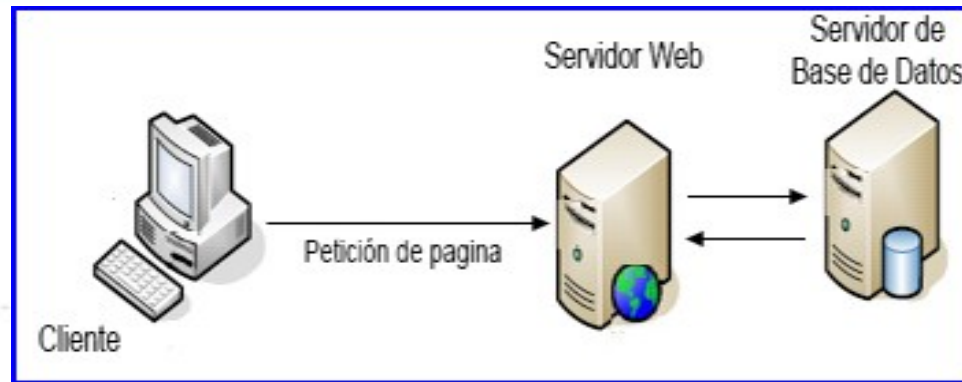 Servidor Web
Servidor de
Base de Datos
Petición de pagina
Cliente